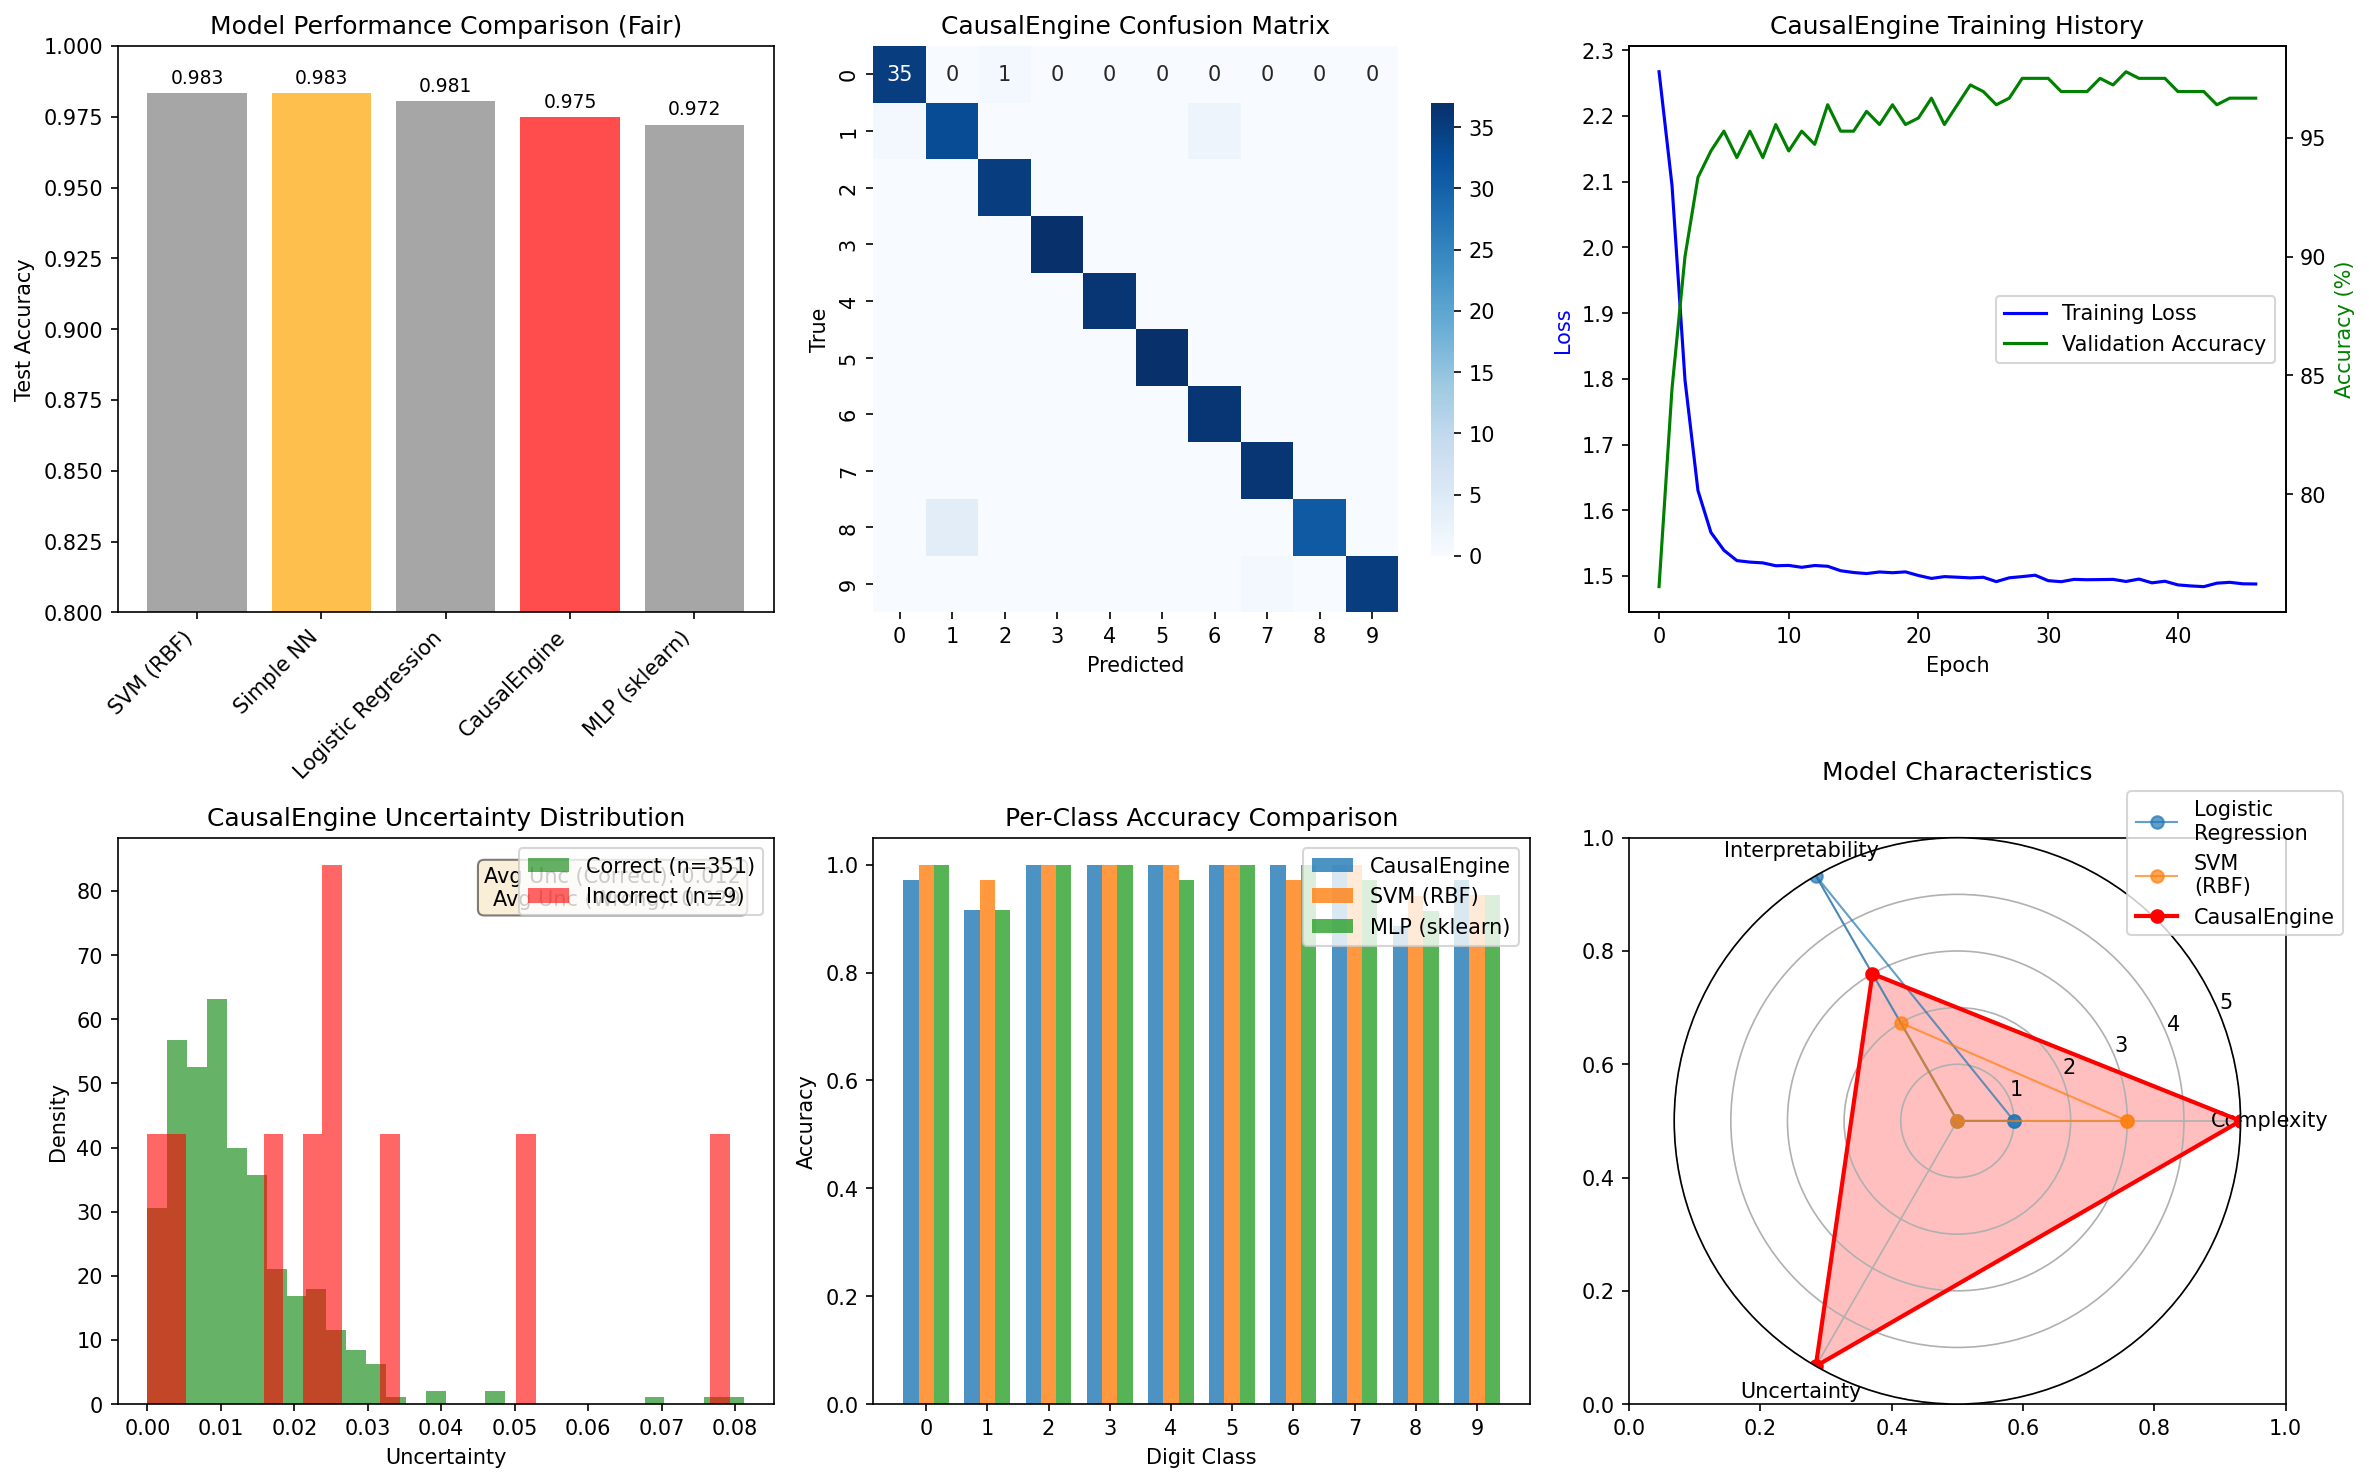 Model Performance Comparison (Fair)
1.000
0.975
0.950
0.925
0.900
0.875
0.850
0.825
0.800
Test Accuracy
0.983
0.983
0.981
0.975
0.972
SVM (RBF)
Simple NN
Logistic Regression
CausalEngine
MLP (sklearn)
CausalEngine Confusion Matrix
35 0 1 0 0 0 0 0 0 0
True
0
1
2
3
4
5
6
7
8
9
0 1 2 3 4 5 6 7 8 9
Predicted
35
30
25
20
15
10
5
0
CausalEngine Training History
2.3
2.2
2.1
2.0
1.9
1.8
1.7
1.6
1.5
Loss
Training Loss
Validation Accuracy
95
90
85
80
Accuracy (%)
0 10 20 30 40
Epoch
CausalEngine Uncertainty Distribution
80
70
60
50
40
30
20
10
0
Density
Avg Unc (Correct): 0.012
Avg Unc (Wrong):
Correct (n=351)
Incorrect (n=9)
0.00 0.01 0.02 0.03 0.04 0.05 0.06 0.07 0.08
Uncertainty
Per-Class Accuracy Comparison
1.0
0.8
0.6
0.4
0.2
0.0
Accuracy
CausalEngine
SVM (RBF)
MLP (sklearn)
0 1 2 3 4 5 6 7 8 9
Digit Class
Model Characteristics
Logistic
Regression
SVM
(RBF)
CausalEngine
1.0
0.8
0.6
0.4
0.2
0.0
Interpretability
Complexity
Uncertainty
5
4
3
2
1
0.0 0.2 0.4 0.6 0.8 1.0